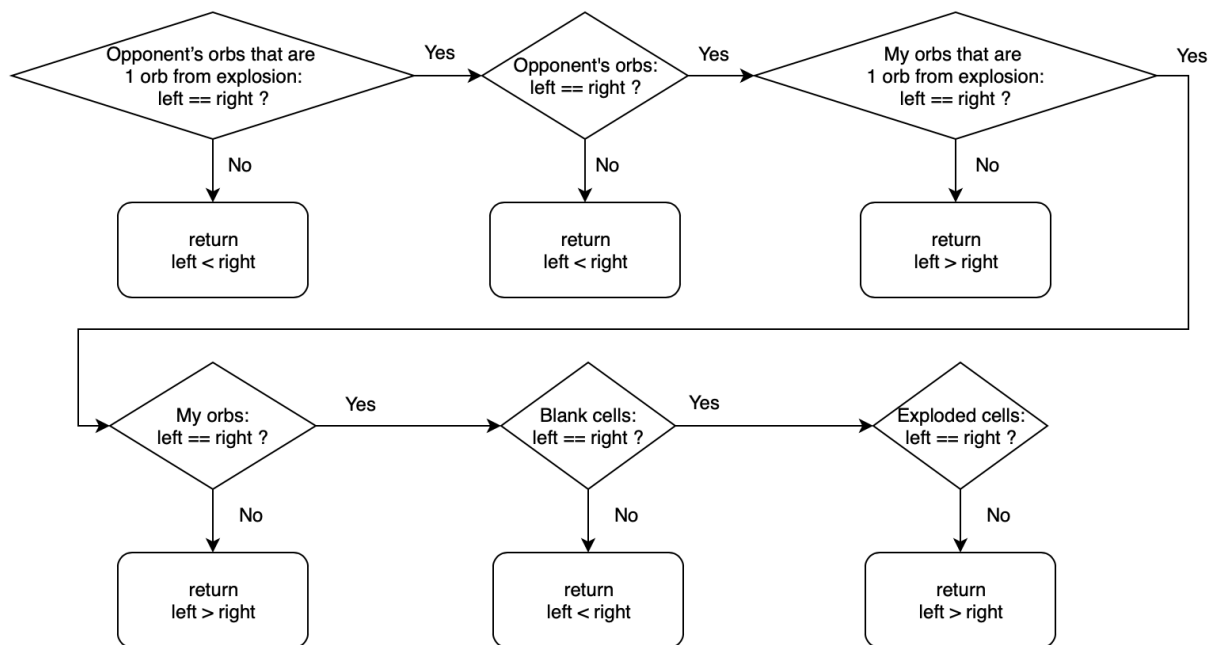 Opponent's orbs that are
1 orb from explosion:
left == right ?
Yes
Opponent's orbs:
left == right ?
Yes
My orbs that are
1 orb from explosion:
left == right ?
Yes
No
No
No
return
left < right
return
left < right
return
left > right
My orbs:
left == right ?
Yes
Blank cells:
left == right ?
Yes
Exploded cells:
left == right ?
No
No
No
return
left > right
return
left < right
return
left > right